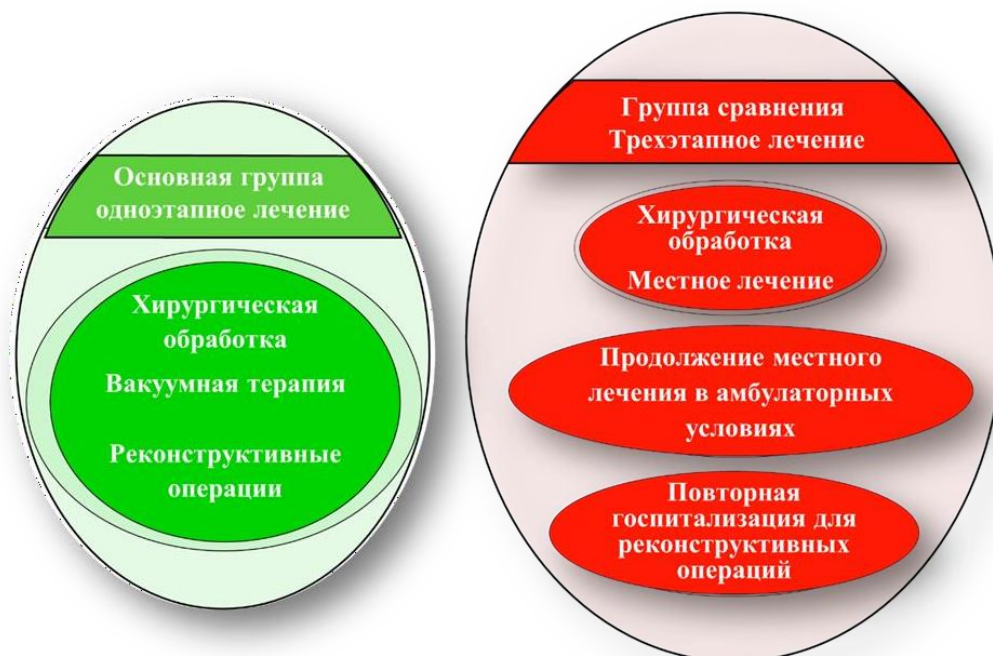 Основная группа
одноэтапное лечение
Хирургическая
обработка
Вакуумная терапия
Реконструктивные
операции
Группа сравнения
Трехэтапное лечение
Хирургическая
обработка
Местное лечение
Продолжение местного
лечения в амбулаторных
условиях
Повторная
госпитализация для
реконструктивных
операций